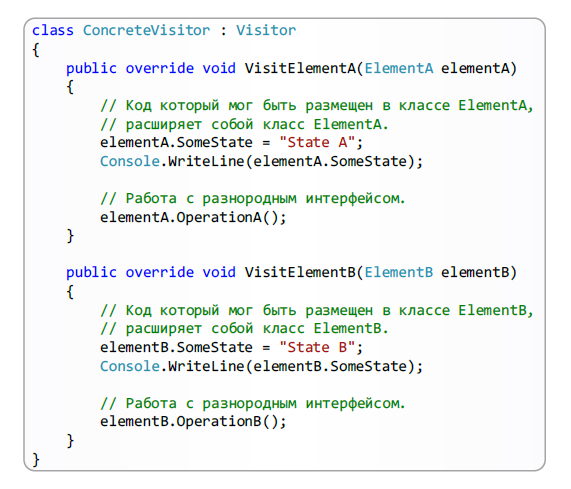 class ConcreteVisitor : Visitor
{
    public override void VisitElementA(ElementA elementA)
    {
        // Код который мог быть размещен в классе ElementA,
        // расширяет собой класс ElementA.
        elementA.SomeState = "State A";
        Console.WriteLine(elementA.SomeState);

        // Работа с разнородным интерфейсом.
        elementA.OperationA();
    }

    public override void VisitElementB(ElementB elementB)
    {
        // Код который мог быть размещен в классе ElementB,
        // расширяет собой класс ElementB.
        elementB.SomeState = "State B";
        Console.WriteLine(elementB.SomeState);

        // Работа с разнородным интерфейсом.
        elementB.OperationB();
    }
}